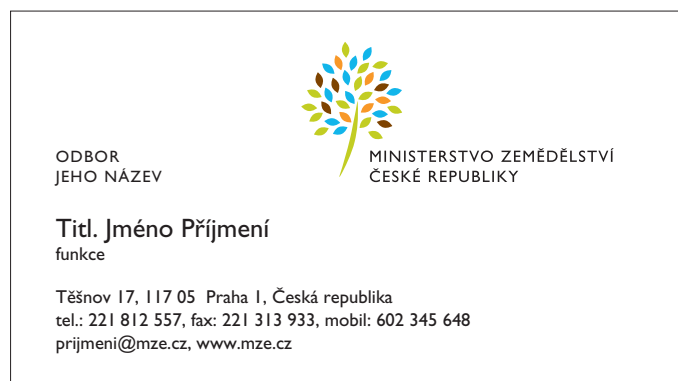 ODBOR
JEHO NÁZEV
MINISTERSTVO ZEMĚDĚLSTVÍ
ČESKÉ REPUBLIKY
Titl. Jméno Příjmení
funkce
Těšnov 17, 117 05  Praha 1, Česká republika
tel.: 221 812 557, fax: 221 313 933, mobil: 602 345 648
prijmeni@mze.cz, www.mze.cz